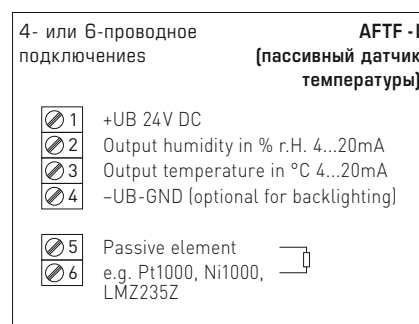 4- или 6-проводное
подключениеs
AFTF -I
(пассивный датчик
температуры)
1 +UB 24V DC
2 Output humidity in % r.H. 4...20mA
3 Output temperature in °C 4...20mA
4 –UB-GND (optional for backlighting)
5 Passive element
6 e.g. Pt1000, Ni1000,
LMZ235Z